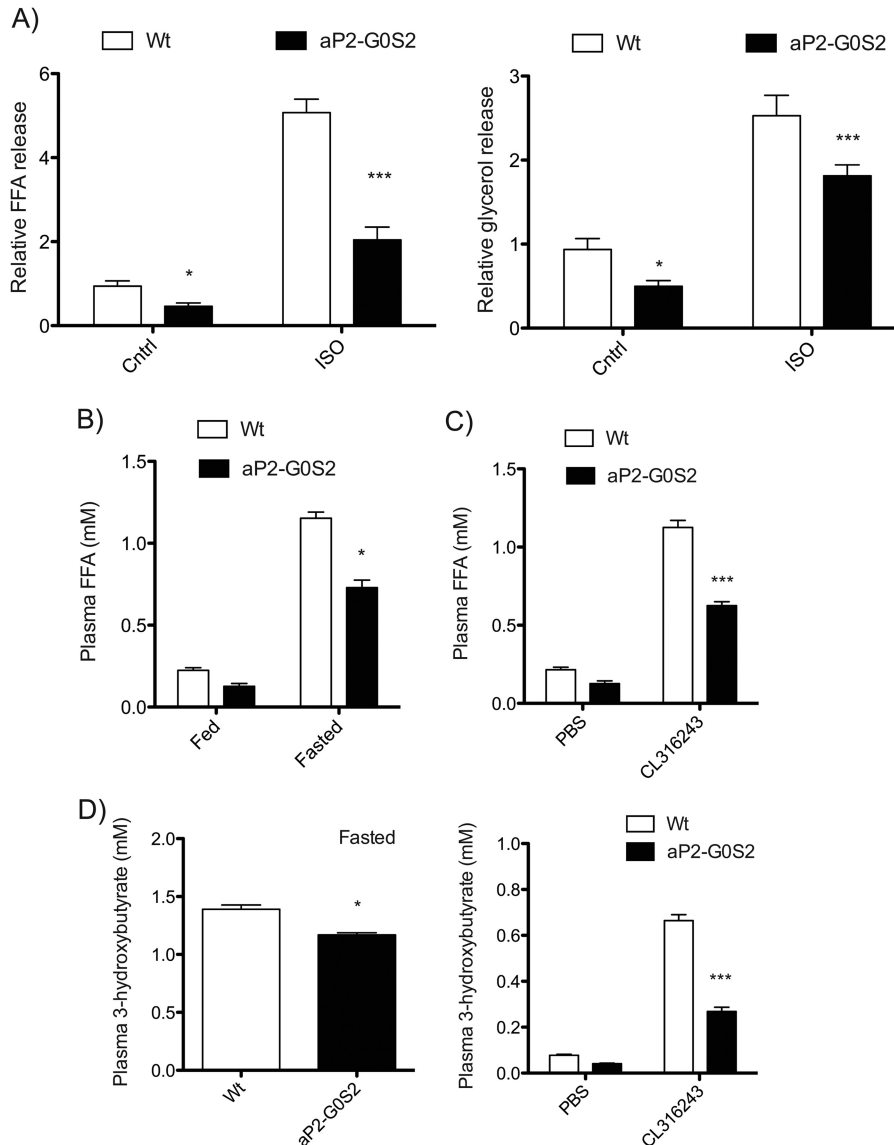 A)
Wt
aP2-G0S2
Relative FFA release
6
4
2
0
*
***
Cntrl
ISO
Wt
aP2-G0S2
Relative glycerol release
3
2
1
0
*
***
Cntrl
ISO
B)
Wt
aP2-G0S2
Plasma FFA (mM)
1.5
1.0
0.5
0.0
*
Fed
Fasted
C)
Wt
aP2-G0S2
Plasma FFA (mM)
1.5
1.0
0.5
0.0
***
PBS
CL316243
D)
Fasted
Plasma 3-hydroxybutyrate (mM)
2.0
1.5
1.0
0.5
0.0
*
Wt
aP2-G0S2
Wt
aP2-G0S2
Plasma 3-hydroxybutyrate (mM)
1.0
0.8
0.6
0.4
0.2
0.0
***
PBS
CL316243